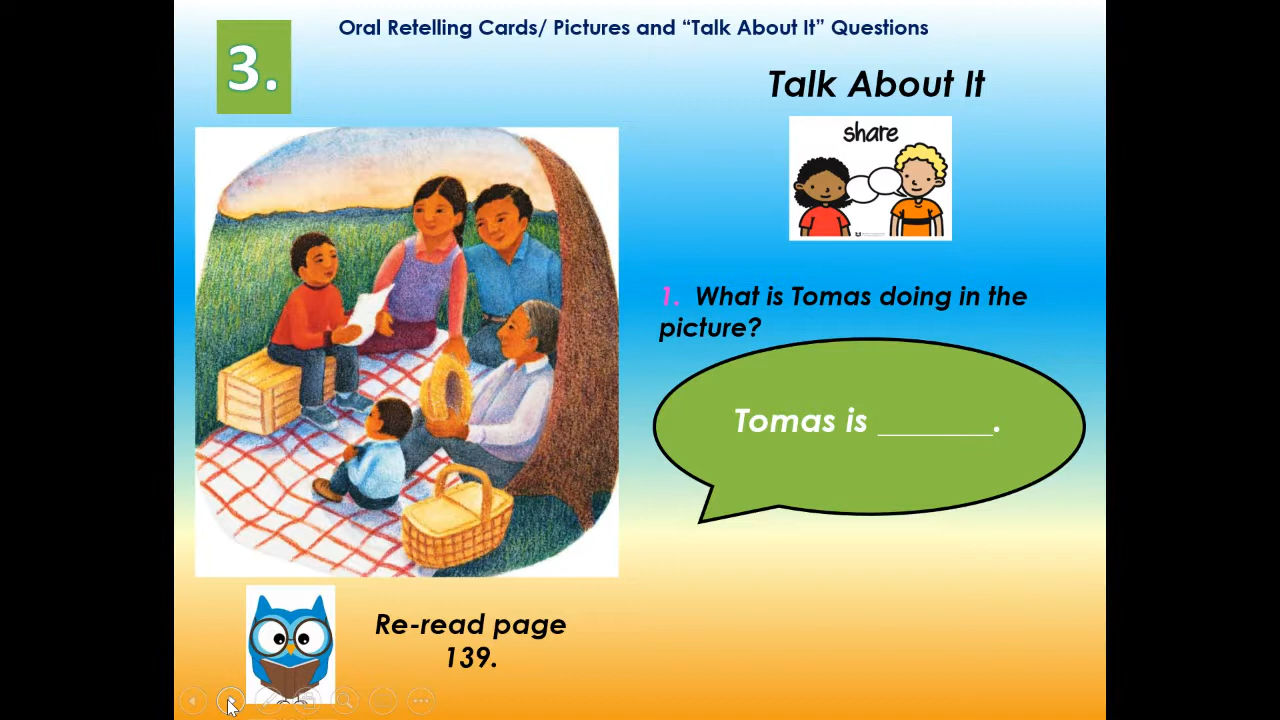 Oral Retelling Cards/ Pictures and “Talk About It” Questions
3.
Talk About It
share
1. What is Tomas doing in the
picture?
Tomas is _______.
Re-read page
139.